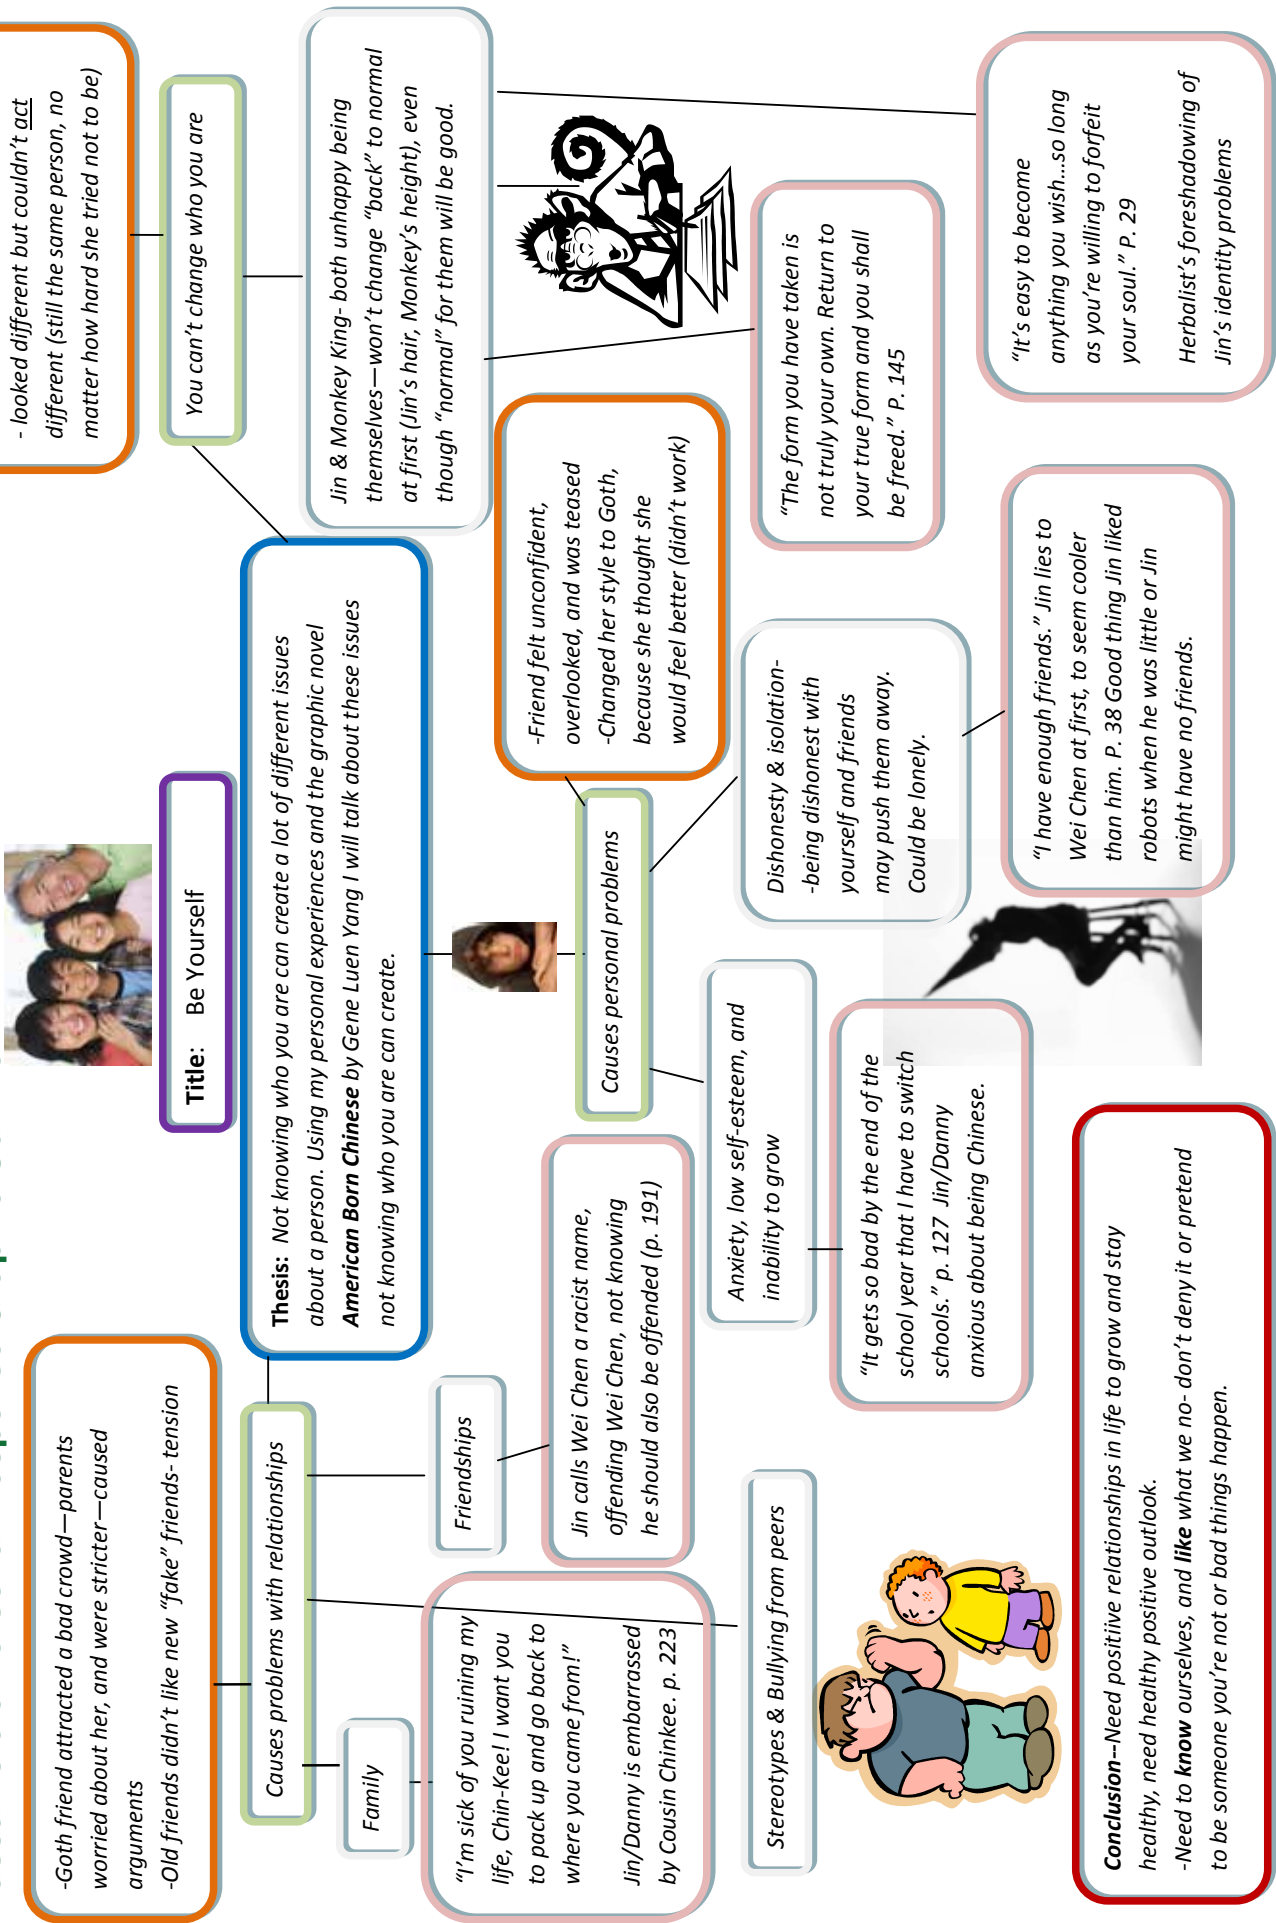 Title: Be Yourself
Thesis: Not knowing who you are can create a lot of different issues
about a person. Using my personal experiences and the graphic novel
American Born Chinese by Gene Luen Yang I will talk about these issues
not knowing who you are can create.
-Goth friend attracted a bad crowd—parents
worried about her, and were stricter—caused
arguments
-Old friends didn't like new "fake" friends- tension
Causes problems with relationships
Family
"I'm sick of you ruining my
life, Chin-Kee! I want you
to pack up and go back to
where you came from!"
Jin/Danny is embarrassed
by Cousin Chinkee. p. 223
Friendships
Jin calls Wei Chen a racist name,
offending Wei Chen, not knowing
he should also be offended (p. 191)
Stereotypes & Bullying from peers
Causes personal problems
-Friend felt unconfident,
overlooked, and was teased
-Changed her style to Goth,
because she thought she
would feel better (didn't work)
Anxiety, low self-esteem, and
inability to grow
"It gets so bad by the end of the
school year that I have to switch
schools." p. 127 Jin/Danny
anxious about being Chinese.
Dishonesty & isolation-
-being dishonest with
yourself and friends
may push them away.
Could be lonely.
"I have enough friends." Jin lies to
Wei Chen at first, to seem cooler
than him. P. 38 Good thing Jin liked
robots when he was little or Jin
might have no friends.
- looked different but couldn't act
different (still the same person, no
matter how hard she tried not to be)
You can't change who you are
Jin & Monkey King- both unhappy being
themselves—won't change "back" to normal
at first (Jin's hair, Monkey's height), even
though "normal" for them will be good.
"The form you have taken is
not truly your own. Return to
your true form and you shall
be freed." P. 145
"It's easy to become
anything you wish...so long
as you're willing to forfeit
your soul." P. 29
Herbalist's foreshadowing of
Jin's identity problems
Conclusion--Need positive relationships in life to grow and stay
healthy, need healthy positive outlook.
-Need to know ourselves, and like what we no- don't deny it or pretend
to be someone you're not or bad things happen.